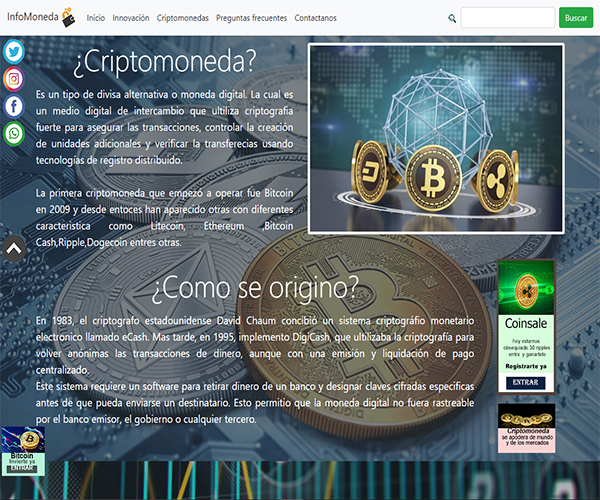 InfoMoneda Inicio Innovación Criptomonedas Preguntas frecuentes Contactanos Buscar
¿Criptomoneda?
Es un tipo de divisa alternativa o moneda digital. La cual es
un medio digital de intercambio que ultiliza criptografia
fuerte para asegurar las transacciones, controlar la creación
de unidades adicionales y verificar la transferecias usando
tecnologías de registro distribuido.
La primera criptomoneda que empezó a operar fue Bitcoin
en 2009 y desde entoces han aparecido otras con diferentes
caracteristica como Litecoin, Ethereum ,Bitcoin
Cash,Ripple,Dogecoin entres otras.
¿Como se origino?
En 1983, el criptografo estadounidense David Chaum concibió un sistema criptográfio monetario
electronico llamado eCash. Mas tarde, en 1995, implemento DigiCash, que ultilizaba la criptografía para
volver anónimas las transacciones de dinero, aunque con una emisión y liquidación de pago
centralizado.
Este sistema requiere un software para retirar dinero de un banco y designar claves cifradas especificas
antes de que pueda enviarse un destinatario. Esto permitio que la moneda digital no fuera rastreable
por el banco emisor, el gobierno o cualquier tercero.
Coinsale
hoy estamos
obsequiado 50 ripples
entra y ganartelo
Registrarte ya
ENTRAR
Criptomoneda
se apodera de mundo
y de los mercados
Bitcoin
Invierte ya
ENTRAR